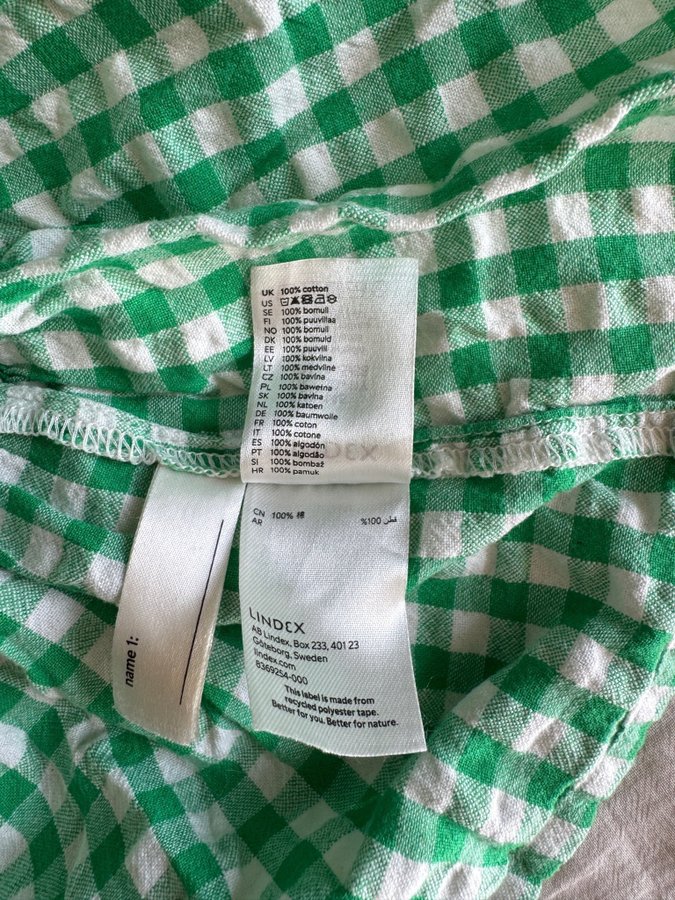 UK 100% cotton
US
SE 100% bomull
FI 100% puuvillaa
NO 100% bomull
DK 100% bomuld
EE 100% puuvill
LV 100% kokvilna
LT 100% medvilnė
CZ 100% bavlna
PL 100% bawełna
SK 100% bavlna
NL 100% katoen
DE 100% baumwolle
FR 100% coton
IT 100% cotone
ES 100% algodón
PT 100% algodão
SI 100% bombaž
HR 100% pamuk
CN 100% 棉
AR قطن 100%
LINDEX
AB Lindex, Box 233, 401 23
Göteborg, Sweden
lindex.com
8369254-000
This label is made from
recycled polyester tape.
Better for you. Better for nature.
name 1: